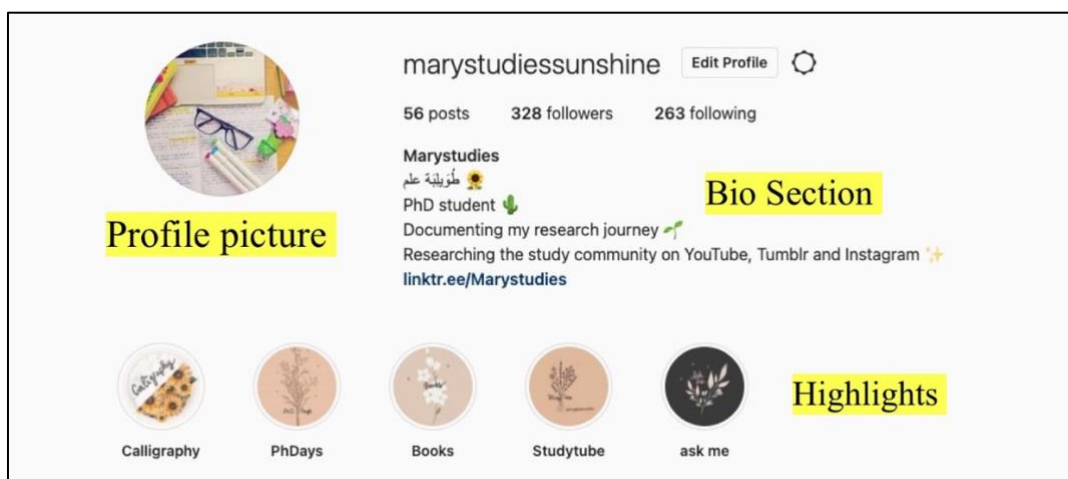 marystudiessunshine Edit Profile
56 posts 328 followers 263 following
Marystudies
طُوَيلِبَة علم
PhD student
Bio Section
Documenting my research journey
Researching the study community on YouTube, Tumblr and Instagram
linktr.ee/Marystudies
Profile picture
Calligraphy
Books
Calligraphy PhDays Books Studytube ask me
Highlights